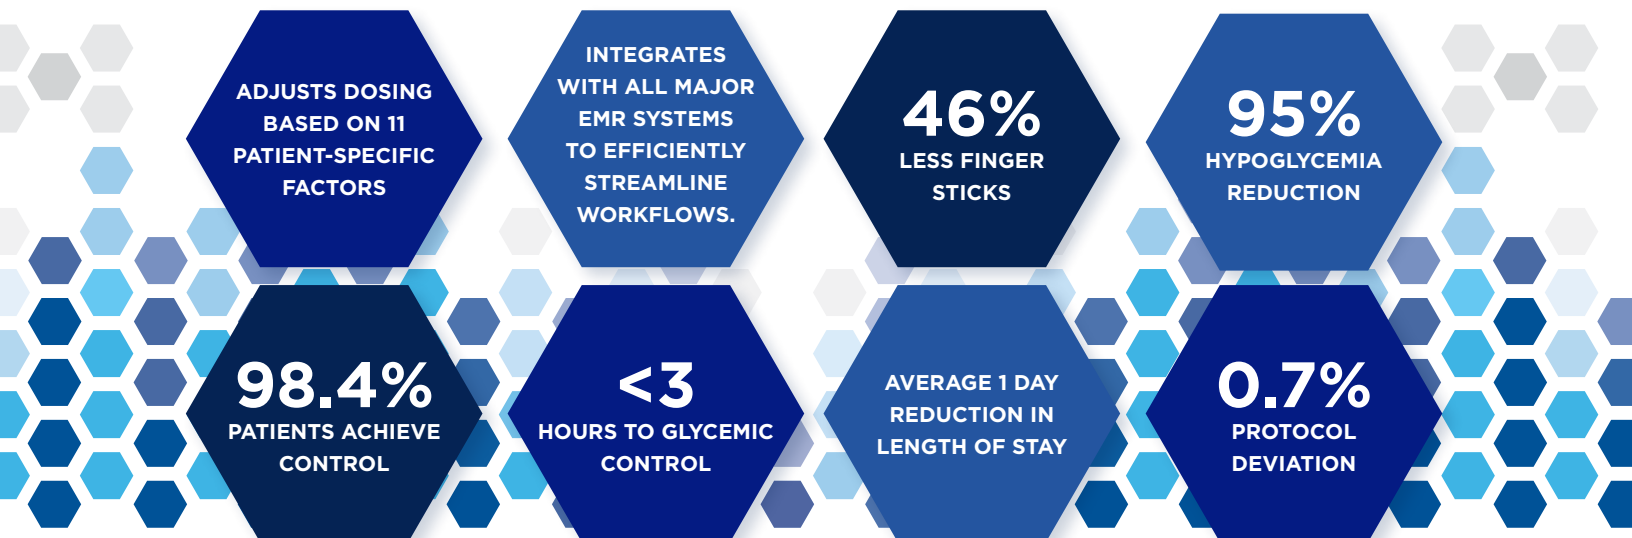 ADJUSTS DOSING
BASED ON 11
PATIENT-SPECIFIC
FACTORS
INTEGRATES
WITH ALL MAJOR
EMR SYSTEMS
TO EFFICIENTLY
STREAMLINE
WORKFLOWS.
46%
LESS FINGER
STICKS
95%
HYPOGLYCEMIA
REDUCTION
98.4%
PATIENTS ACHIEVE
CONTROL
<3
HOURS TO GLYCEMIC
CONTROL
AVERAGE 1 DAY
REDUCTION IN
LENGTH OF STAY
0.7%
PROTOCOL
DEVIATION